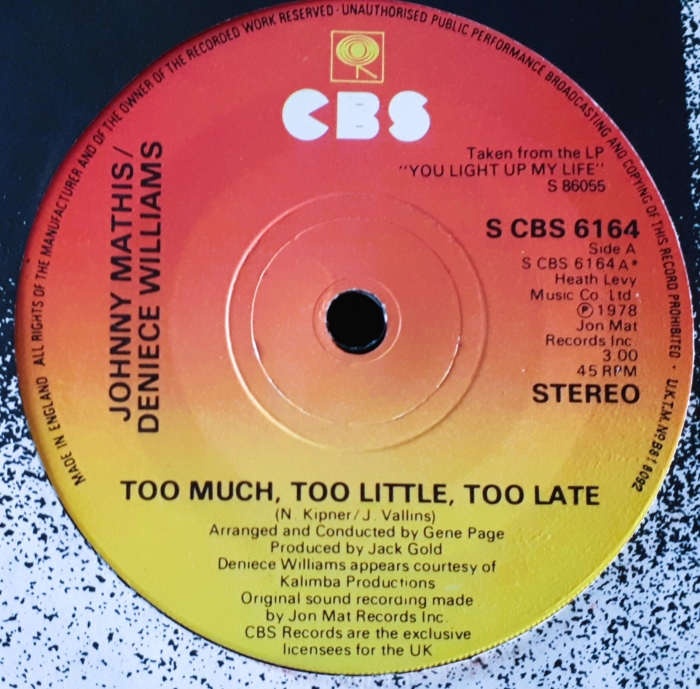 MADE IN ENGLAND ALL RIGHTS OF THE MANUFACTURER AND OF THE OWNER OF THE RECORDED WORK RESERVED · UNAUTHORISED PUBLIC PERFORMANCE BROADCASTING AND COPYING OF THIS RECORD PROHIBITED · U.K.T.M. No B818092
CBS
JOHNNY MATHIS/
DENIECE WILLIAMS
Taken from the LP
"YOU LIGHT UP MY LIFE"
S 86055
S CBS 6164
Side A
S CBS 6164A*
Heath Levy
Music Co. Ltd.
℗ 1978
Jon Mat
Records Inc
3.00
45 RPM
STEREO
TOO MUCH, TOO LITTLE, TOO LATE
(N. Kipner/J. Vallins)
Arranged and Conducted by Gene Page
Produced by Jack Gold
Deniece Williams appears courtesy of
Kalimba Productions
Original sound recording made
by Jon Mat Records Inc.
CBS Records are the exclusive
licensees for the UK